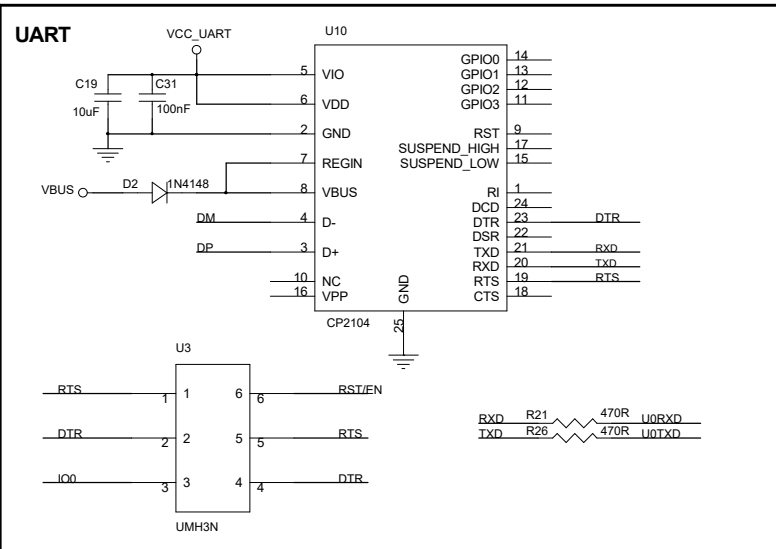 UART
VCC_UART
U10
C19
10uF
C31
100nF
VBUS
D2
1N4148
DM
DP
5 VIO
6 VDD
2 GND
7 REGIN
8 VBUS
4 D-
3 D+
10 NC
16 VPP
GPIO0 14
GPIO1 13
GPIO2 12
GPIO3 11
RST 9
SUSPEND_HIGH 17
SUSPEND_LOW 15
RI 1
DCD 24
DTR 23 DTR
DSR 22
TXD 21 RXD
RXD 20 TXD
RTS 19 RTS
CTS 18
GND
25
CP2104
U3
RTS 1 1 6 6 RST/EN
DTR 2 2 5 5 RTS
IO0 3 3 4 4 DTR
UMH3N
RXD R21 470R U0RXD
TXD R26 470R U0TXD